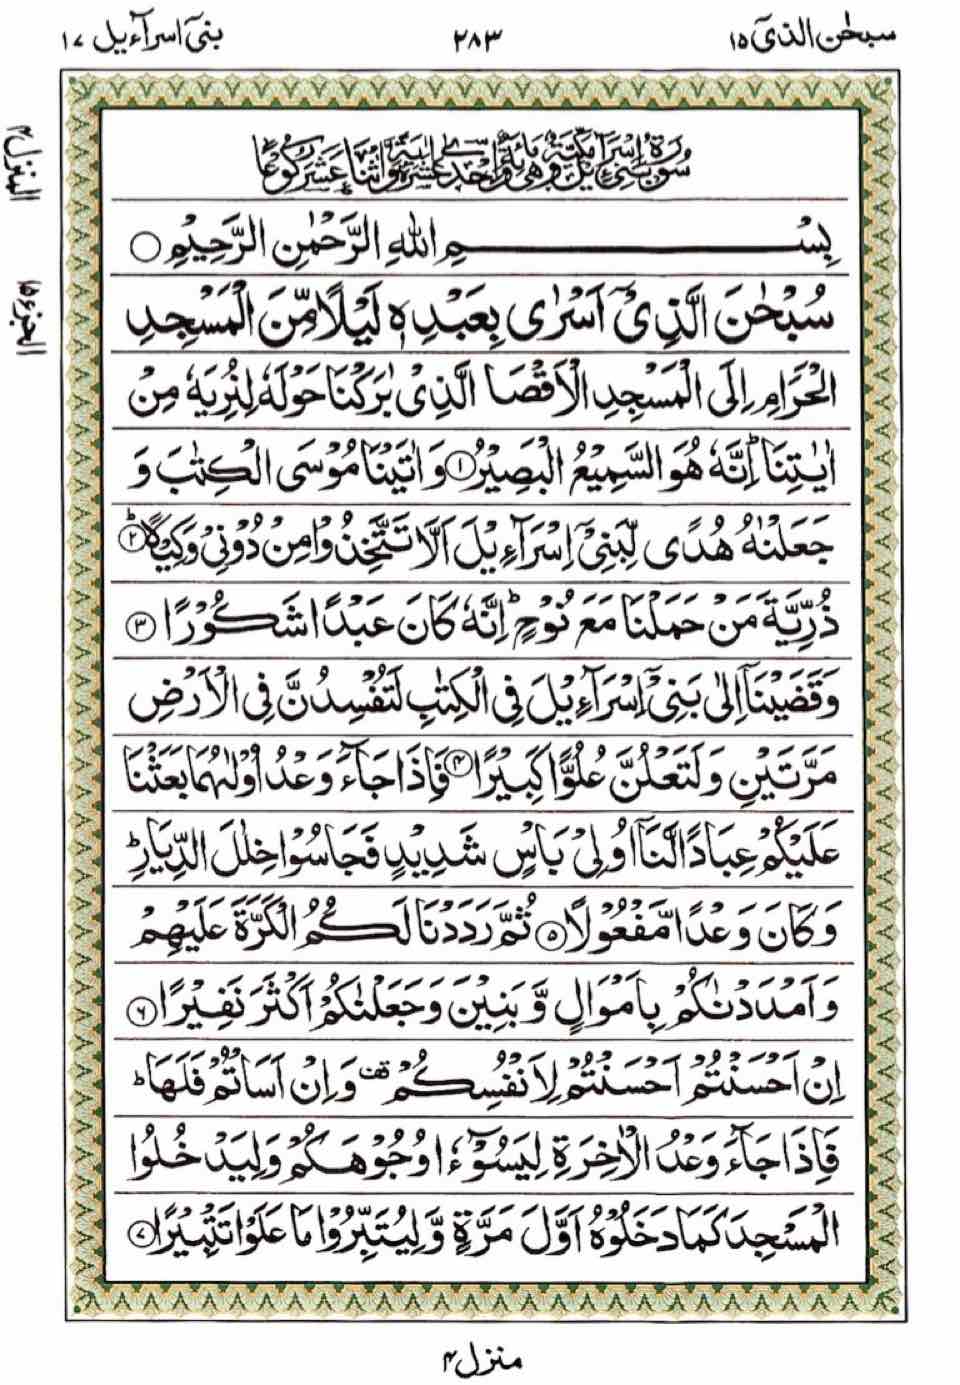 سبحٰن الذیۤ ۱۵
۲۸۳
بنیۤ اسرآءیل ۱۷
المنزل ۴
الجزء ۱۵
سُوْرَةُ بَنِیْۤ اِسْرَآءِیْلَ مَكِّیَّةٌ وَّهِیَ مِائَةٌ وَّاِحْدٰی عَشْرَةَ اٰیَةً وَّاثْنَا عَشَرَ رُكُوْعًا
بِسْمِ اللّٰهِ الرَّحْمٰنِ الرَّحِیْمِ ○
سُبْحٰنَ الَّذِیْۤ اَسْرٰی بِعَبْدِهٖ لَیْلًا مِّنَ الْمَسْجِدِ
الْحَرَامِ اِلَی الْمَسْجِدِ الْاَقْصَا الَّذِیْ بٰرَكْنَا حَوْلَهٗ لِنُرِیَهٗ مِنْ
اٰیٰتِنَا ؕ اِنَّهٗ هُوَ السَّمِیْعُ الْبَصِیْرُ ۱ وَ اٰتَیْنَا مُوْسَی الْكِتٰبَ وَ
جَعَلْنٰهُ هُدًی لِّبَنِیْۤ اِسْرَآءِیْلَ اَلَّا تَتَّخِذُوْا مِنْ دُوْنِیْ وَكِیْلًا ؕ ۲
ذُرِّیَّةَ مَنْ حَمَلْنَا مَعَ نُوْحٍ ؕ اِنَّهٗ كَانَ عَبْدًا شَكُوْرًا ۳
وَ قَضَیْنَاۤ اِلٰی بَنِیْۤ اِسْرَآءِیْلَ فِی الْكِتٰبِ لَتُفْسِدُنَّ فِی الْاَرْضِ
مَرَّتَیْنِ وَ لَتَعْلُنَّ عُلُوًّا كَبِیْرًا ۴ فَاِذَا جَآءَ وَعْدُ اُوْلٰىهُمَا بَعَثْنَا
عَلَیْكُمْ عِبَادًا لَّنَاۤ اُولِیْ بَاْسٍ شَدِیْدٍ فَجَاسُوْا خِلٰلَ الدِّیَارِ ؕ
وَ كَانَ وَعْدًا مَّفْعُوْلًا ۵ ثُمَّ رَدَدْنَا لَكُمُ الْكَرَّةَ عَلَیْهِمْ
وَ اَمْدَدْنٰكُمْ بِاَمْوَالٍ وَّ بَنِیْنَ وَ جَعَلْنٰكُمْ اَكْثَرَ نَفِیْرًا ۶
اِنْ اَحْسَنْتُمْ اَحْسَنْتُمْ لِاَنْفُسِكُمْ قف وَ اِنْ اَسَاْتُمْ فَلَهَا ؕ
فَاِذَا جَآءَ وَعْدُ الْاٰخِرَةِ لِیَسُوْٓءٗا وُجُوْهَكُمْ وَ لِیَدْخُلُوا
الْمَسْجِدَ كَمَا دَخَلُوْهُ اَوَّلَ مَرَّةٍ وَّ لِیُتَبِّرُوْا مَا عَلَوْا تَتْبِیْرًا ۷
منزل ۴